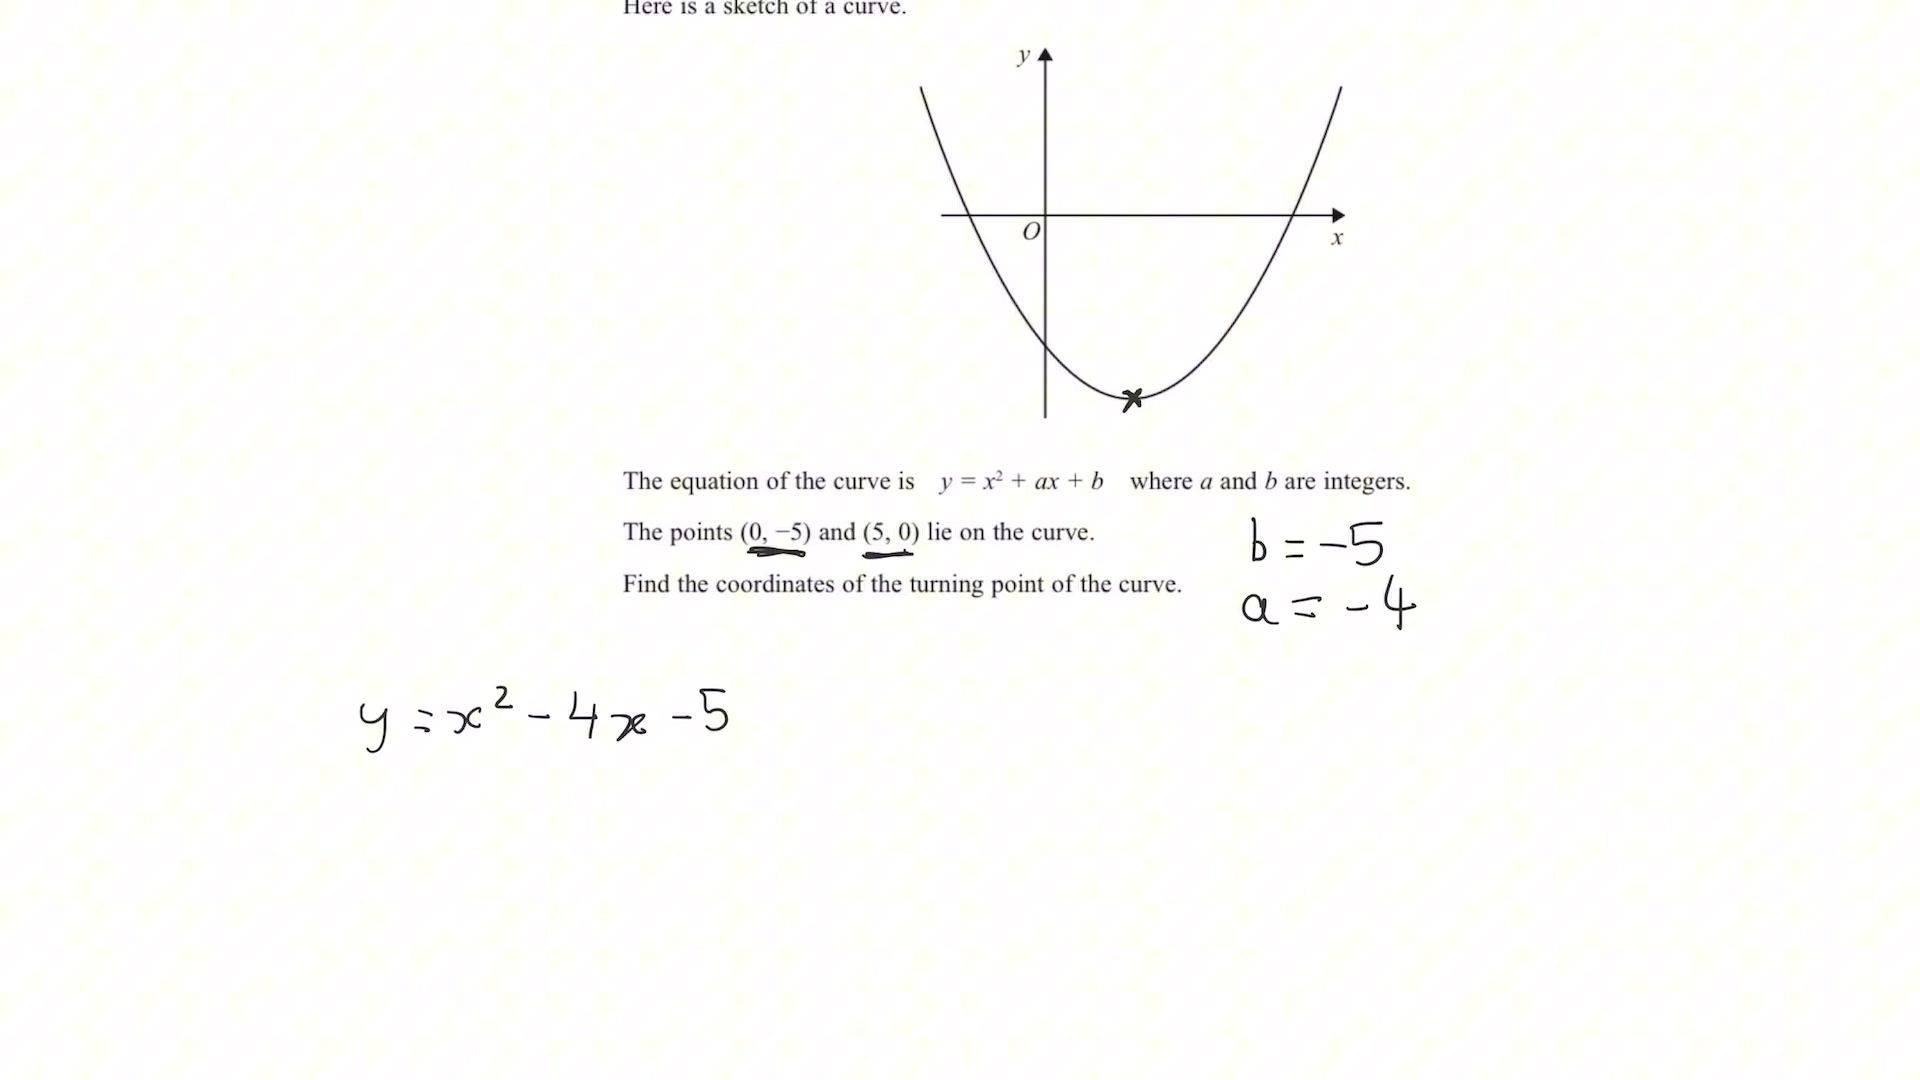 Here is a sketch of a curve.
y
O
x
The equation of the curve is y = x² + ax + b where a and b are integers.
The points (0, −5) and (5, 0) lie on the curve.
b = -5
Find the coordinates of the turning point of the curve.
a = -4
y = x² - 4x - 5